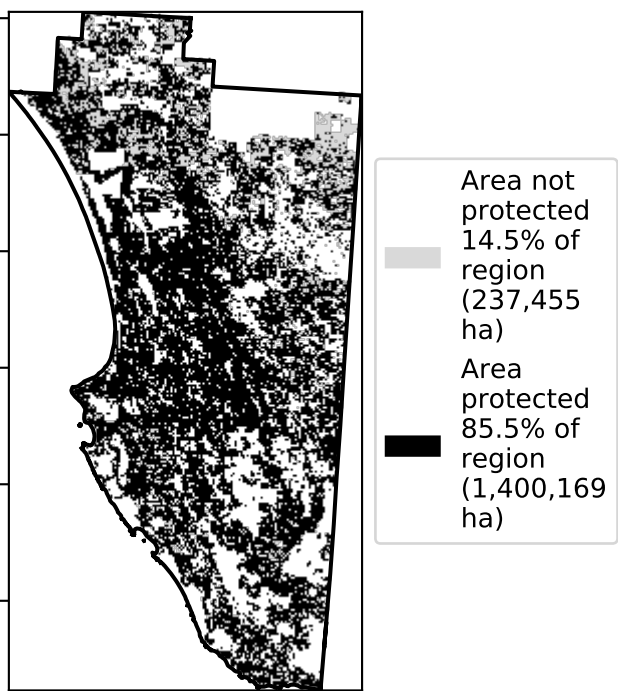 Area not
protected
14.5% of
region
(237,455
ha)
Area
protected
85.5% of
region
(1,400,169
ha)